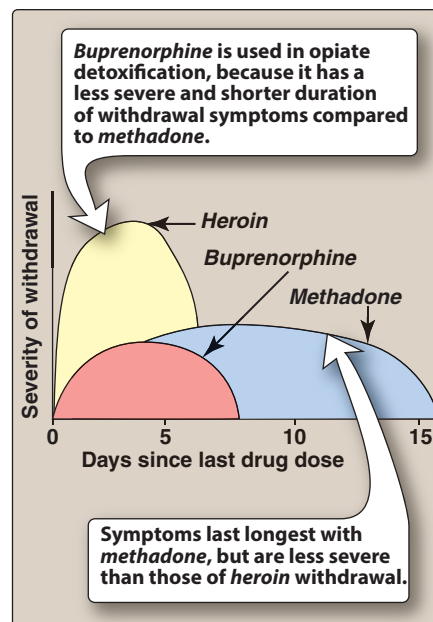 Buprenorphine is used in opiate
detoxification, because it has a
less severe and shorter duration
of withdrawal symptoms compared
to methadone.
Severity of withdrawal
Heroin
Buprenorphine
Methadone
0
5
10
15
Days since last drug dose
Symptoms last longest with
methadone, but are less severe
than those of heroin withdrawal.